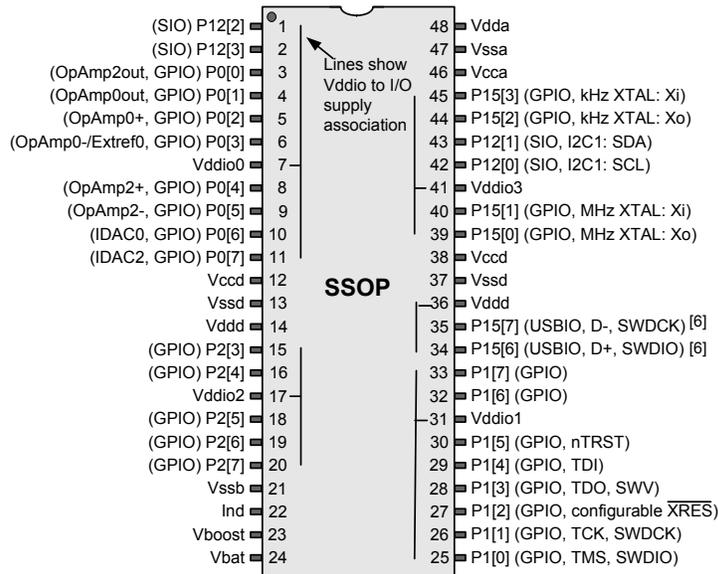 (SIO) P12[2] 1
(SIO) P12[3] 2
(OpAmp2out, GPIO) P0[0] 3
(OpAmp0out, GPIO) P0[1] 4
(OpAmp0+, GPIO) P0[2] 5
(OpAmp0-/Extref0, GPIO) P0[3] 6
Vddio0 7
(OpAmp2+, GPIO) P0[4] 8
(OpAmp2-, GPIO) P0[5] 9
(IDAC0, GPIO) P0[6] 10
(IDAC2, GPIO) P0[7] 11
Vccd 12
Vssd 13
Vddd 14
(GPIO) P2[3] 15
(GPIO) P2[4] 16
Vddio2 17
(GPIO) P2[5] 18
(GPIO) P2[6] 19
(GPIO) P2[7] 20
Vssb 21
Ind 22
Vboost 23
Vbat 24
Lines show
Vddio to I/O
supply
association
SSOP
48 Vdda
47 Vssa
46 Vcca
45 P15[3] (GPIO, kHz XTAL: Xi)
44 P15[2] (GPIO, kHz XTAL: Xo)
43 P12[1] (SIO, I2C1: SDA)
42 P12[0] (SIO, I2C1: SCL)
41 Vddio3
40 P15[1] (GPIO, MHz XTAL: Xi)
39 P15[0] (GPIO, MHz XTAL: Xo)
38 Vccd
37 Vssd
36 Vddd
35 P15[7] (USBIO, D-, SWDCK) [6]
34 P15[6] (USBIO, D+, SWDIO) [6]
33 P1[7] (GPIO)
32 P1[6] (GPIO)
31 Vddio1
30 P1[5] (GPIO, nTRST)
29 P1[4] (GPIO, TDI)
28 P1[3] (GPIO, TDO, SWV)
27 P1[2] (GPIO, configurable XRES)
26 P1[1] (GPIO, TCK, SWDCK)
25 P1[0] (GPIO, TMS, SWDIO)